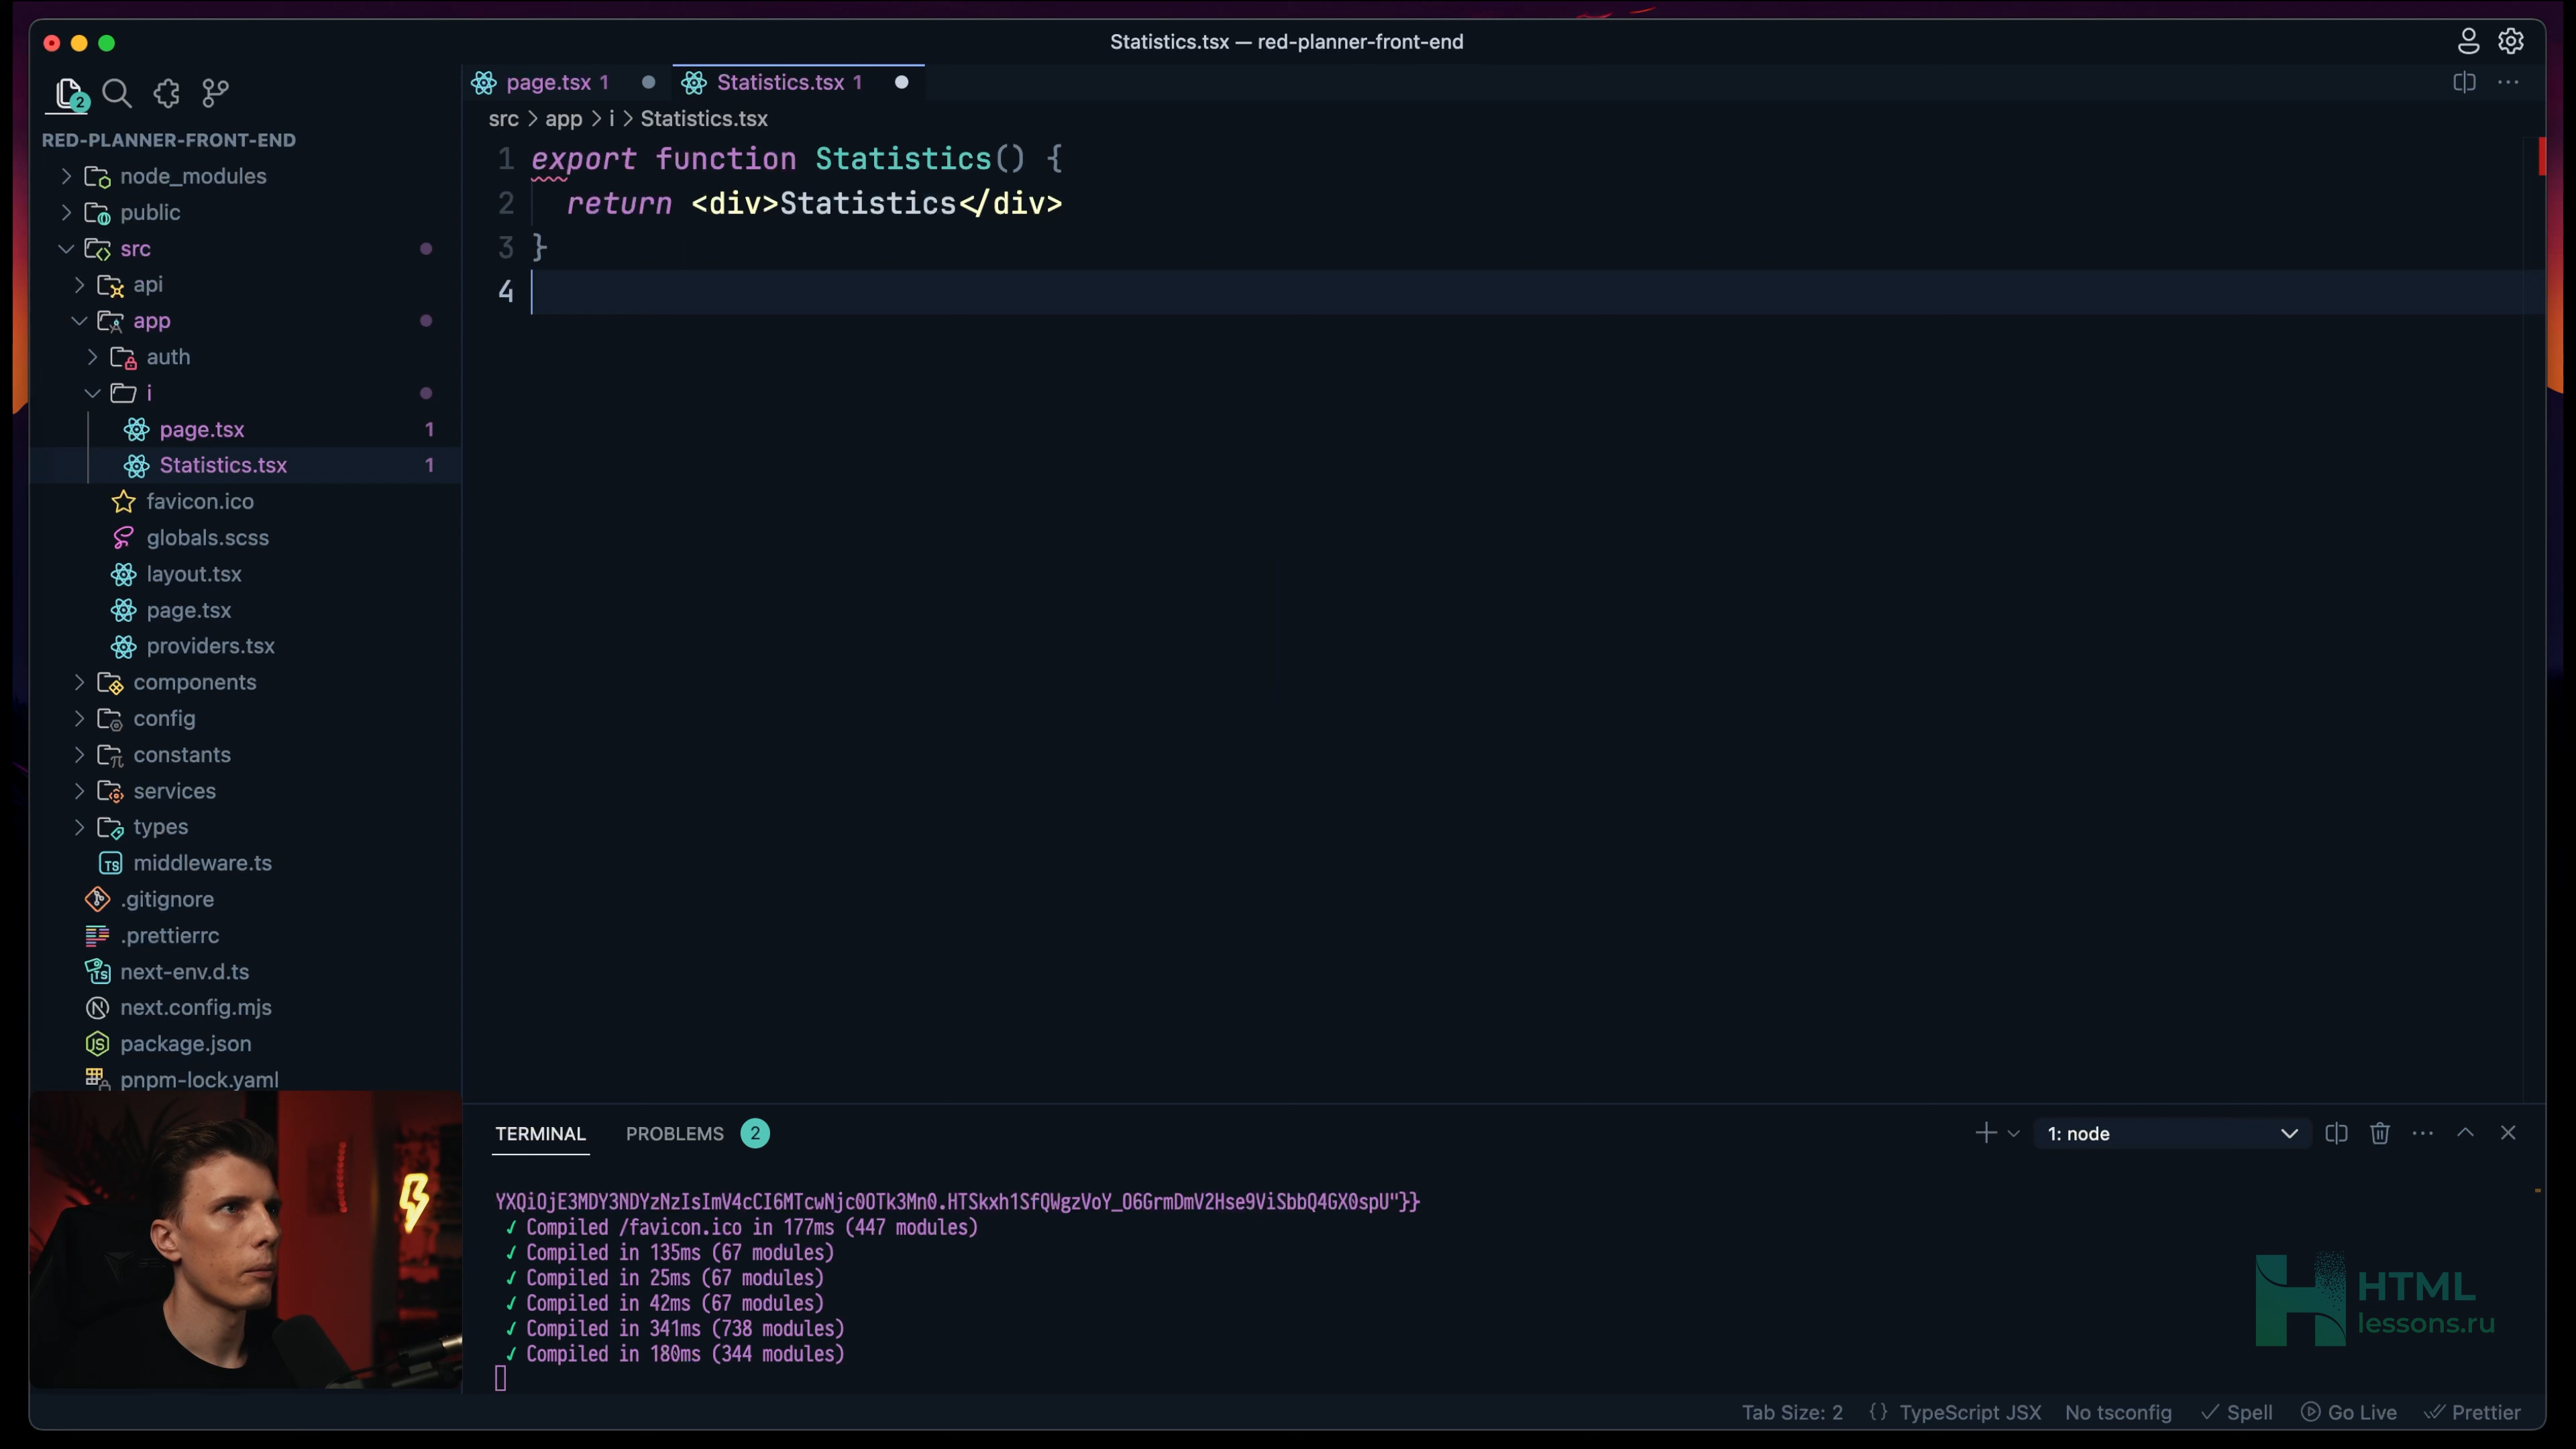 Statistics.tsx — red-planner-front-end
2
page.tsx 1
Statistics.tsx 1
src > app > i > Statistics.tsx
RED-PLANNER-FRONT-END
node_modules
public
src
api
app
auth
i
page.tsx 1
Statistics.tsx 1
favicon.ico
globals.scss
layout.tsx
page.tsx
providers.tsx
components
config
constants
services
types
middleware.ts
.gitignore
.prettierrc
next-env.d.ts
next.config.mjs
package.json
pnpm-lock.yaml
1 export function Statistics() {
2 return <div>Statistics</div>
3 }
4
TERMINAL PROBLEMS 2
1: node
YXQiOjE3MDY3NDYzNzIsImV4cCI6MTcwNjc0OTk3Mn0.HTSkxh1SfQWgzVoY_O6GrmDmV2Hse9ViSbbQ4GX0spU"}}
✓ Compiled /favicon.ico in 177ms (447 modules)
✓ Compiled in 135ms (67 modules)
✓ Compiled in 25ms (67 modules)
✓ Compiled in 42ms (67 modules)
✓ Compiled in 341ms (738 modules)
✓ Compiled in 180ms (344 modules)
HTML
lessons.ru
Tab Size: 2 {} TypeScript JSX No tsconfig ✓ Spell Go Live Prettier